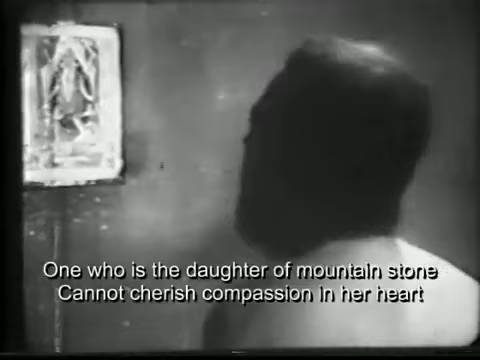 One who is the daughter of mountain stone
Cannot cherish compassion in her heart